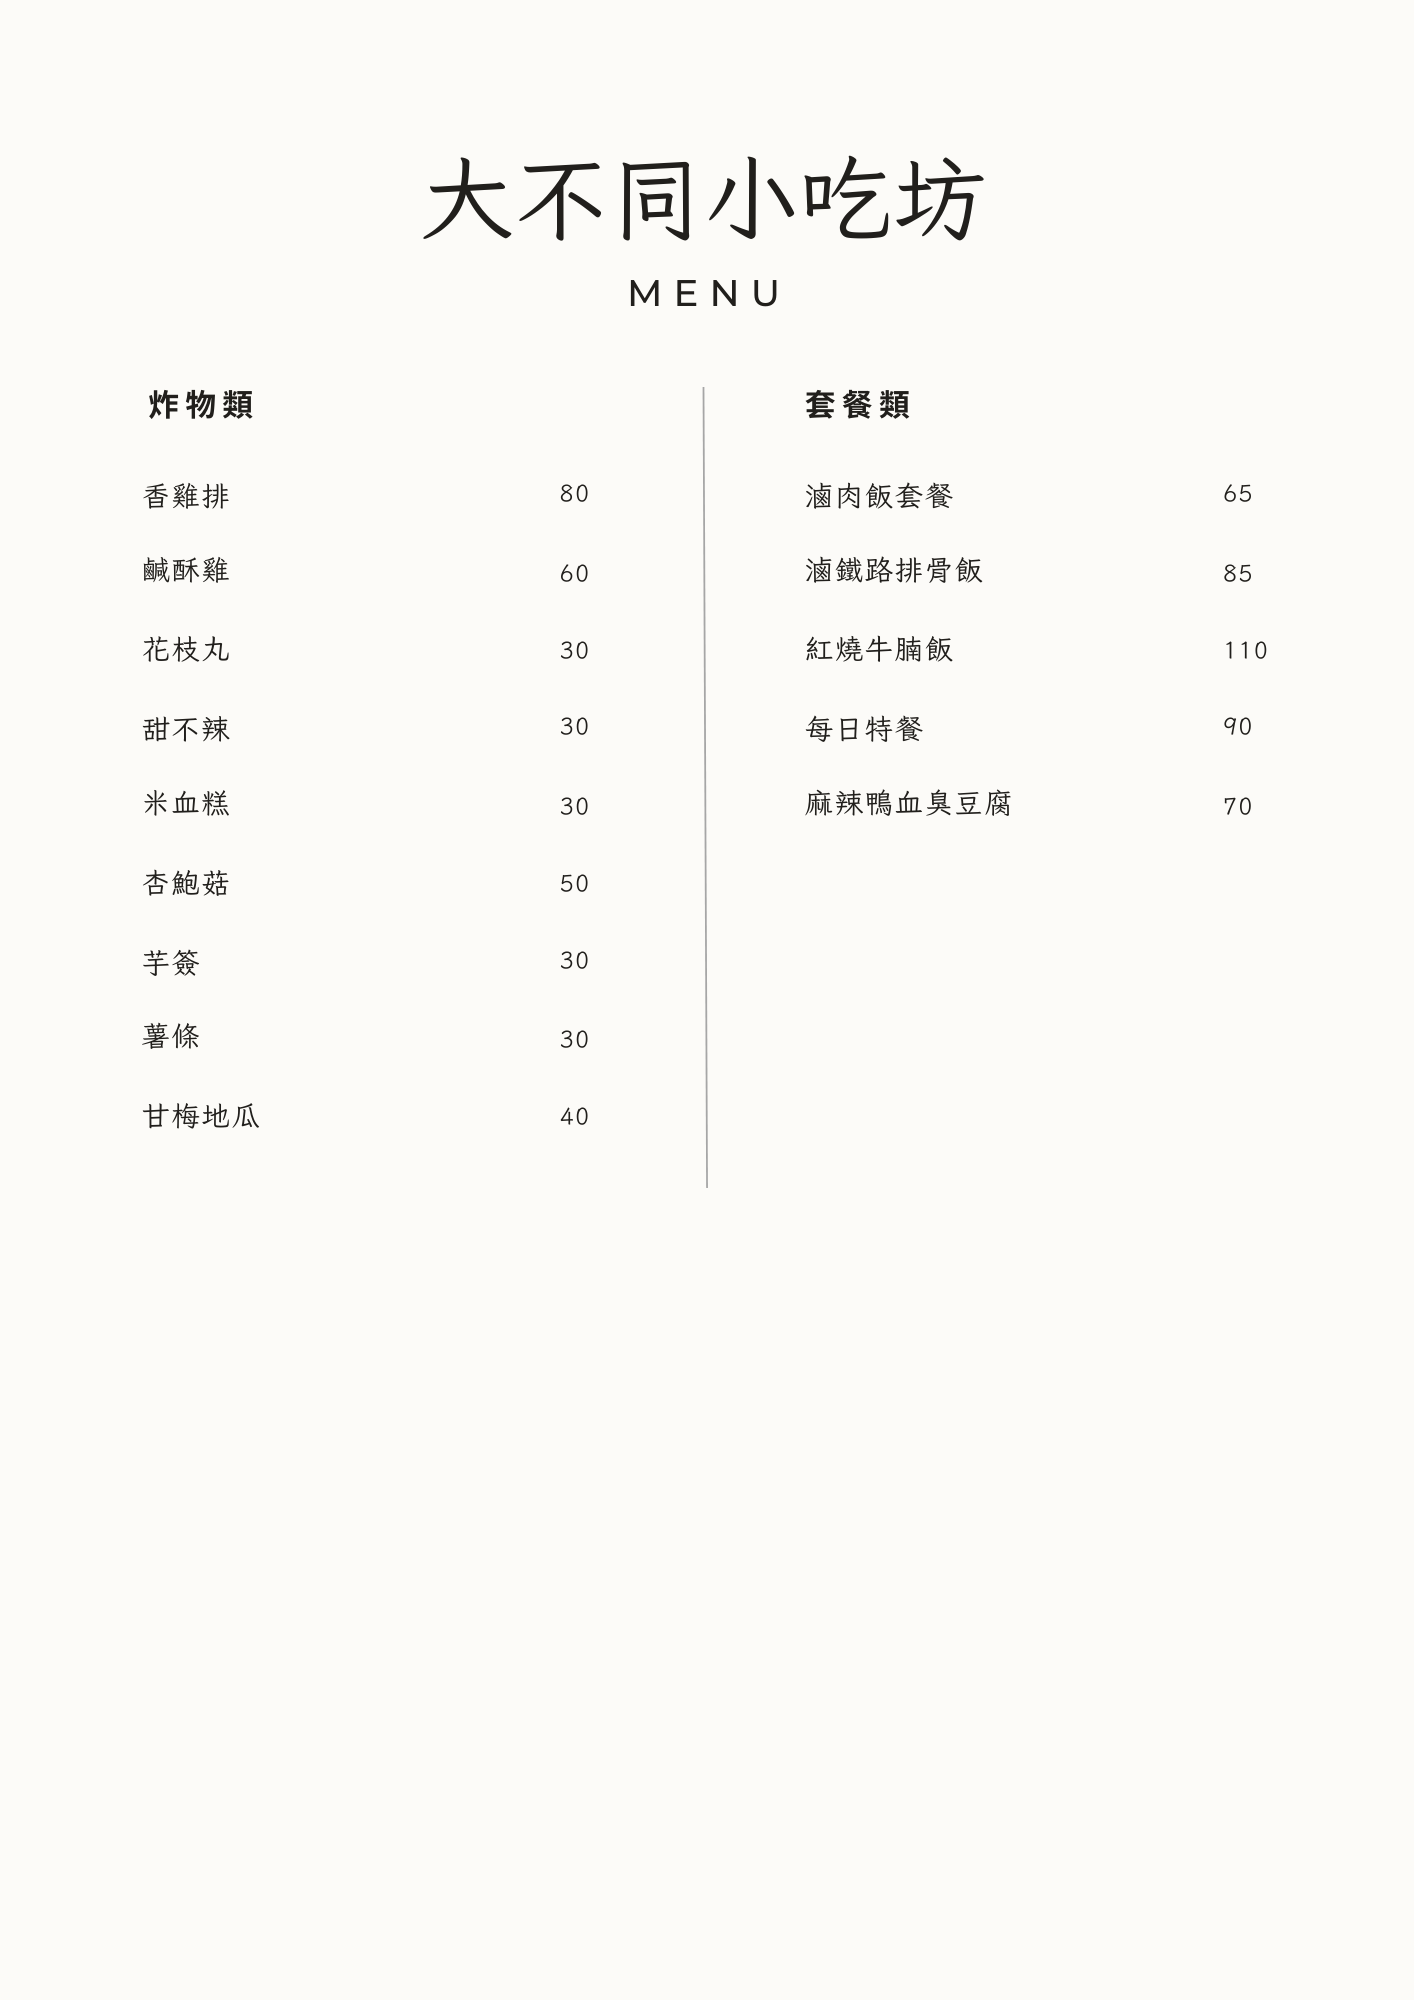 大不同小吃坊
MENU
炸物類
香雞排 80
鹹酥雞 60
花枝丸 30
甜不辣 30
米血糕 30
杏鮑菇 50
芋簽 30
薯條 30
甘梅地瓜 40
套餐類
滷肉飯套餐 65
滷鐵路排骨飯 85
紅燒牛腩飯 110
每日特餐 90
麻辣鴨血臭豆腐 70